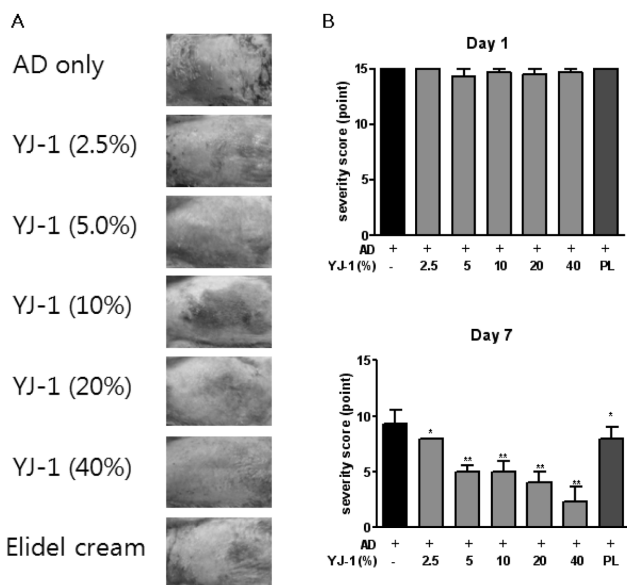 A
AD only
YJ-1 (2.5%)
YJ-1 (5.0%)
YJ-1 (10%)
YJ-1 (20%)
YJ-1 (40%)
Elidel cream
B
Day 1
severity score (point)
15
10
5
0
AD + + + + + + +
YJ-1(%) - 2.5 5 10 20 40 PL
Day 7
severity score (point)
15
10
5
0
* ** ** ** ** *
AD + + + + + + +
YJ-1(%) - 2.5 5 10 20 40 PL